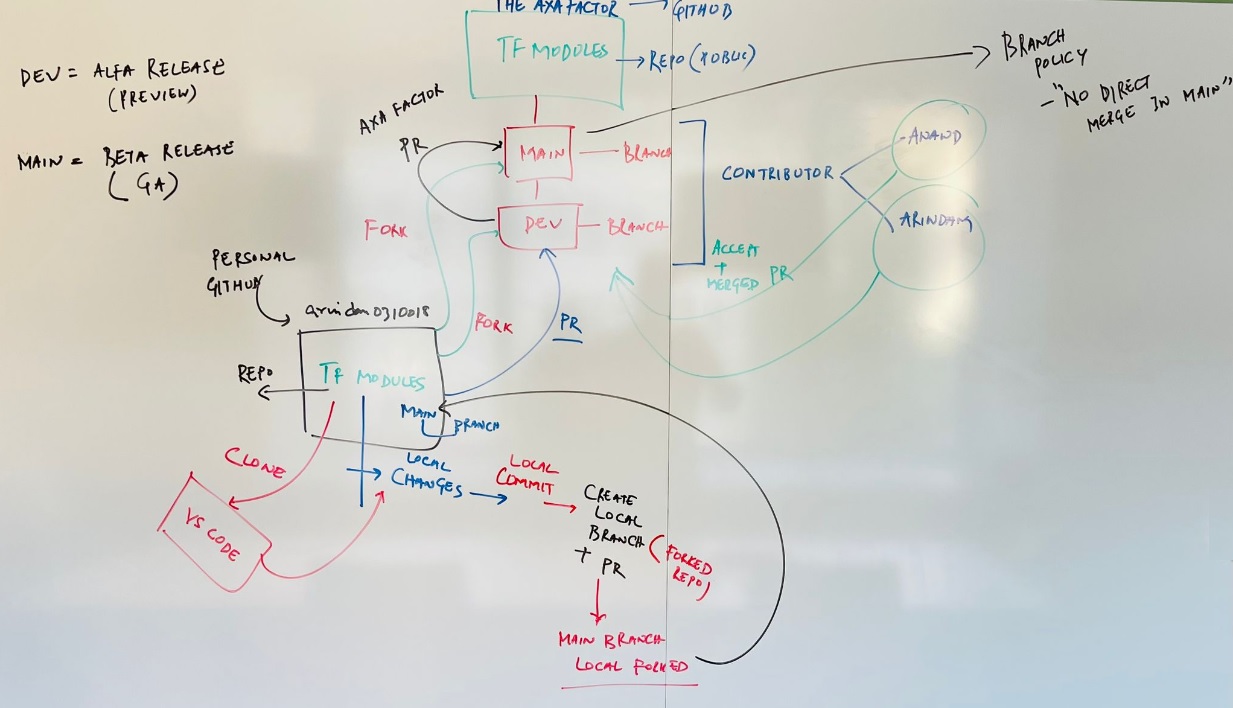 THE AXA FACTOR
GITHUB
TF MODULES
REPO (PUBLIC)
BRANCH
POLICY
- "NO DIRECT
MERGE IN MAIN"
DEV = ALFA RELEASE
(PREVIEW)
MAIN = BETA RELEASE
(GA)
AXA FACTOR
PR
MAIN
BRANCH
DEV
BRANCH
CONTRIBUTOR
- ANAND
ARINDAM
ACCEPT
+
MERGED PR
FORK
FORK
PR
PERSONAL
GITHUB
arindam0310018
REPO
TF MODULES
MAIN
BRANCH
CLONE
VS CODE
LOCAL
CHANGES
LOCAL
COMMIT
CREATE
LOCAL
BRANCH
+ PR
(FORKED
REPO)
MAIN BRANCH
LOCAL FORKED